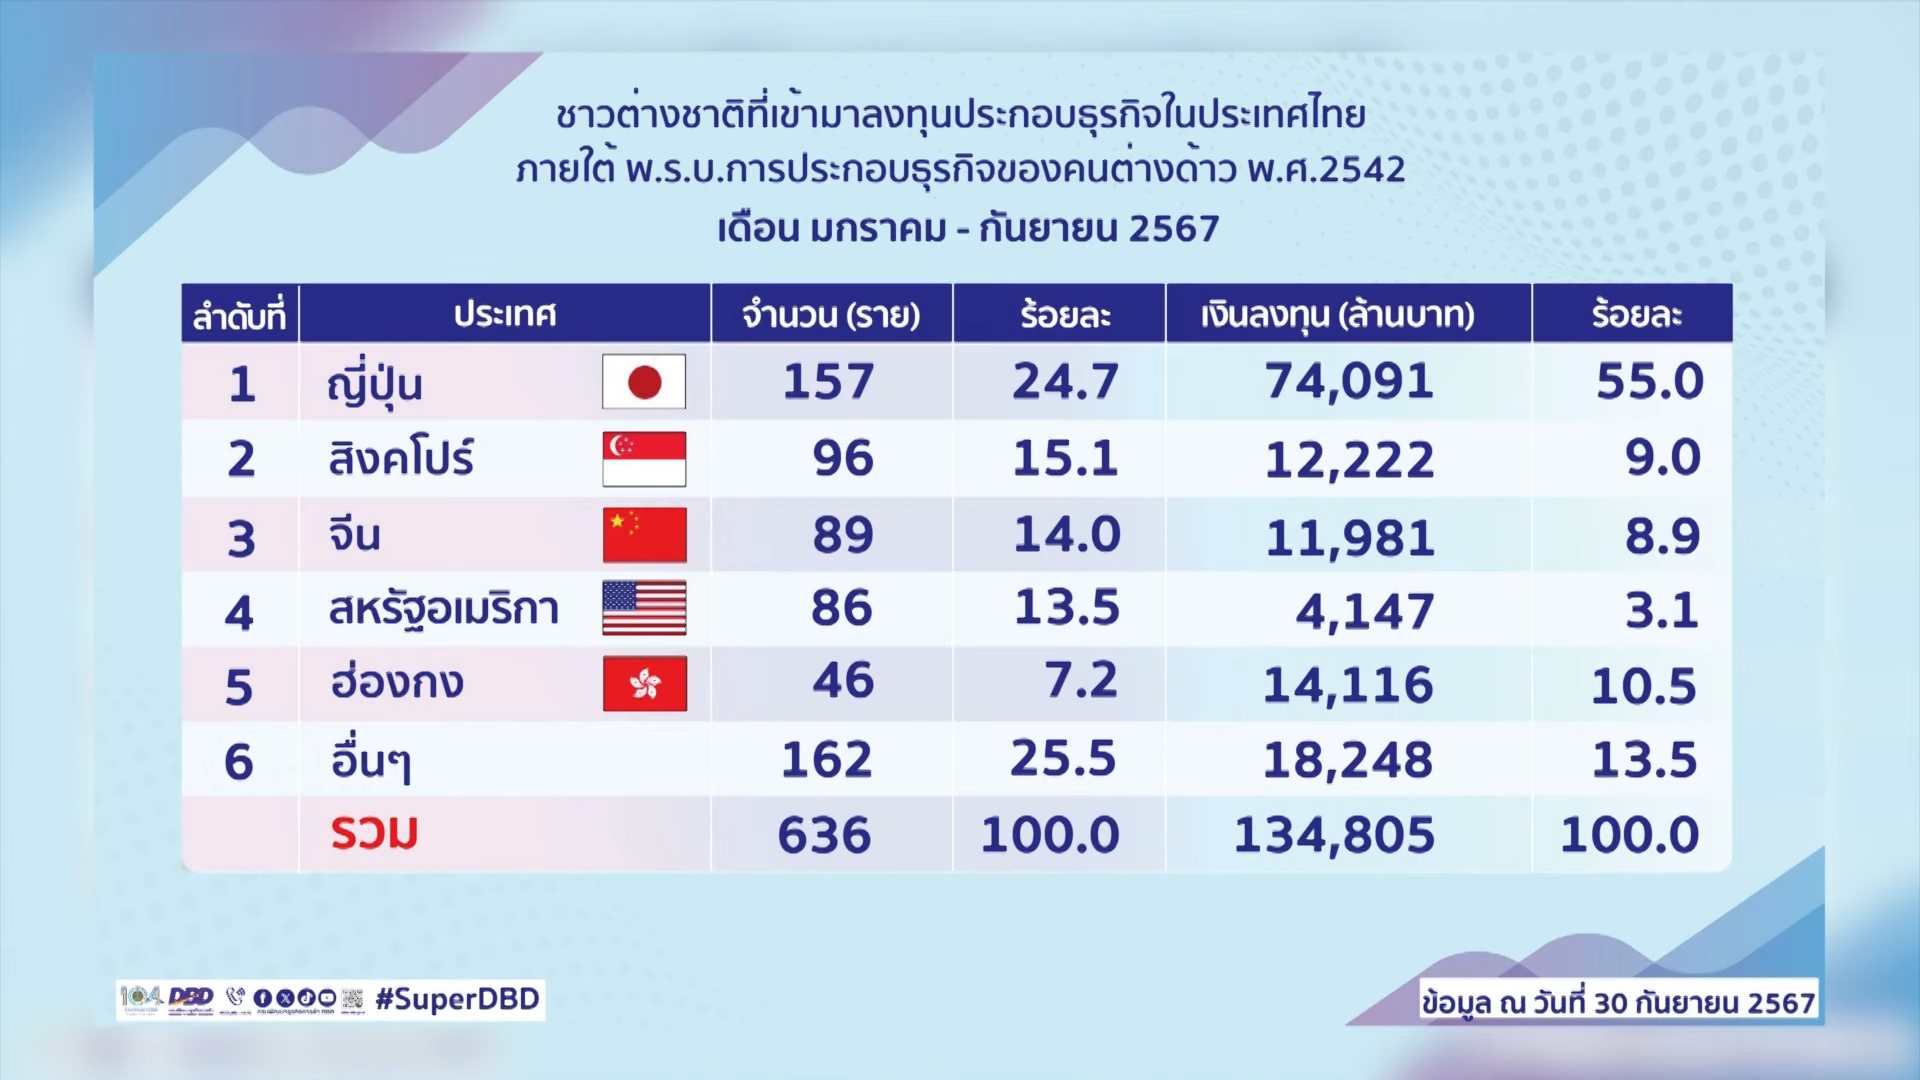 ชาวต่างชาติที่เข้ามาลงทุนประกอบธุรกิจในประเทศไทย
ภายใต้ พ.ร.บ.การประกอบธุรกิจของคนต่างด้าว พ.ศ.2542
เดือน มกราคม - กันยายน 2567
ลำดับที่ ประเทศ จำนวน (ราย) ร้อยละ เงินลงทุน (ล้านบาท) ร้อยละ
1 ญี่ปุ่น 157 24.7 74,091 55.0
2 สิงคโปร์ 96 15.1 12,222 9.0
3 จีน 89 14.0 11,981 8.9
4 สหรัฐอเมริกา 86 13.5 4,147 3.1
5 ฮ่องกง 46 7.2 14,116 10.5
6 อื่นๆ 162 25.5 18,248 13.5
รวม 636 100.0 134,805 100.0
104 DBD #SuperDBD
ข้อมูล ณ วันที่ 30 กันยายน 2567